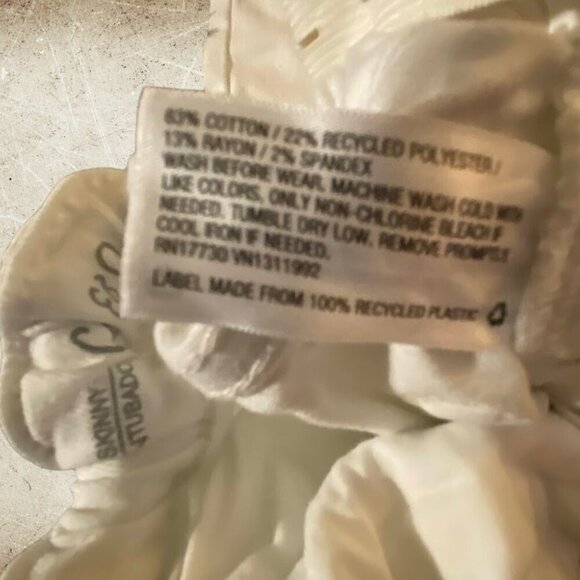 63% COTTON / 22% RECYCLED POLYESTER /
13% RAYON / 2% SPANDEX
WASH BEFORE WEAR. MACHINE WASH COLD WITH
LIKE COLORS. ONLY NON-CHLORINE BLEACH IF
NEEDED. TUMBLE DRY LOW. REMOVE PROMPTLY.
COOL IRON IF NEEDED.
RN17730 VN1311992
LABEL MADE FROM 100% RECYCLED PLASTIC
SKINNY